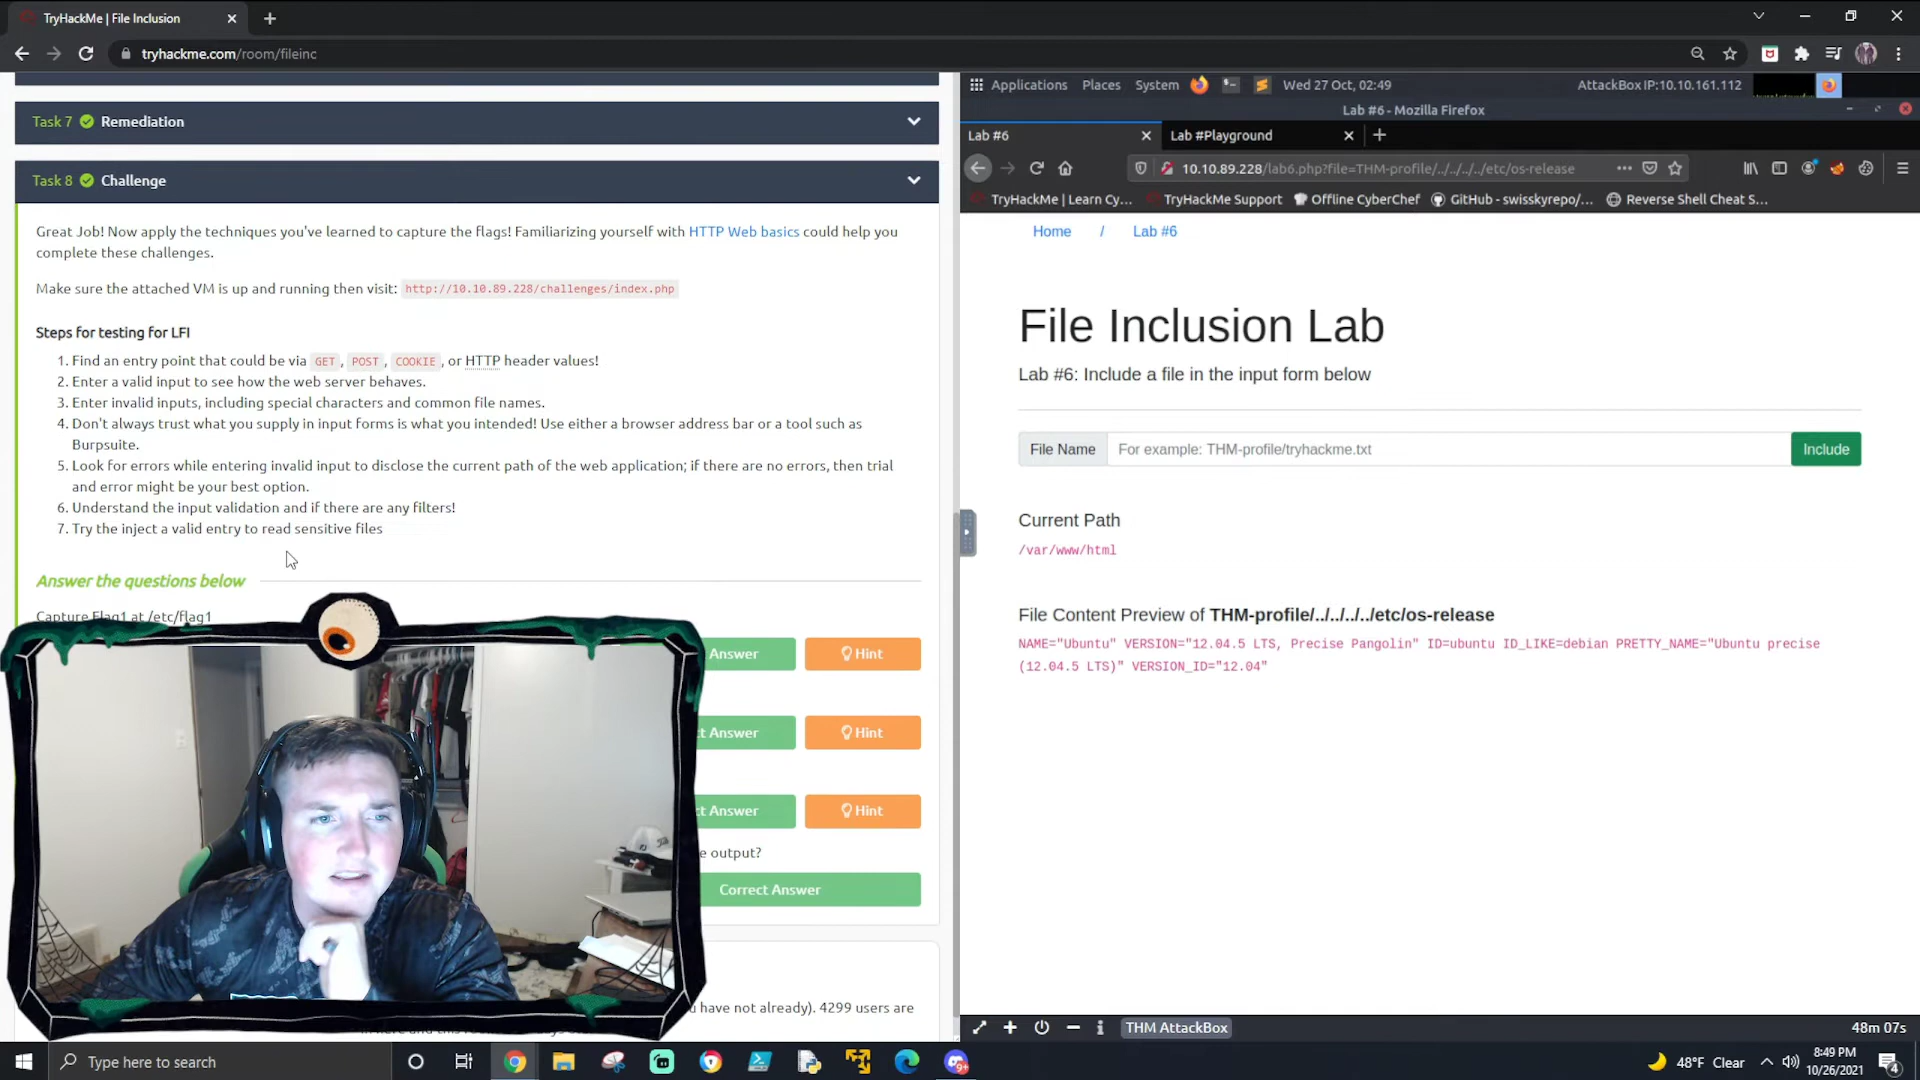 TryHackMe | File Inclusion
tryhackme.com/room/fileinc
Task 7 Remediation
Task 8 Challenge
Great Job! Now apply the techniques you've learned to capture the flags! Familiarizing yourself with HTTP Web basics could help you
complete these challenges.
Make sure the attached VM is up and running then visit: http://10.10.89.228/challenges/index.php
Steps for testing for LFI
1. Find an entry point that could be via GET, POST, COOKIE, or HTTP header values!
2. Enter a valid input to see how the web server behaves.
3. Enter invalid inputs, including special characters and common file names.
4. Don't always trust what you supply in input forms is what you intended! Use either a browser address bar or a tool such as
Burpsuite.
5. Look for errors while entering invalid input to disclose the current path of the web application; if there are no errors, then trial
and error might be your best option.
6. Understand the input validation and if there are any filters!
7. Try the inject a valid entry to read sensitive files
Answer the questions below
Capture Flag1 at /etc/flag1
Answer Hint
t Answer Hint
ct Answer Hint
e output?
Correct Answer
u have not already). 4299 users are
Applications Places System Wed 27 Oct, 02:49 AttackBox IP:10.10.161.112
Lab #6 - Mozilla Firefox
Lab #6 Lab #Playground
10.10.89.228/lab6.php?file=THM-profile/../../../../etc/os-release
TryHackMe | Learn Cy... TryHackMe Support Offline CyberChef GitHub - swisskyrepo/... Reverse Shell Cheat S...
Home / Lab #6
File Inclusion Lab
Lab #6: Include a file in the input form below
File Name For example: THM-profile/tryhackme.txt Include
Current Path
/var/www/html
File Content Preview of THM-profile/../../../../etc/os-release
NAME="Ubuntu" VERSION="12.04.5 LTS, Precise Pangolin" ID=ubuntu ID_LIKE=debian PRETTY_NAME="Ubuntu precise
(12.04.5 LTS)" VERSION_ID="12.04"
THM AttackBox 48m 07s
Type here to search
9+
48°F Clear
8:49 PM
10/26/2021
4